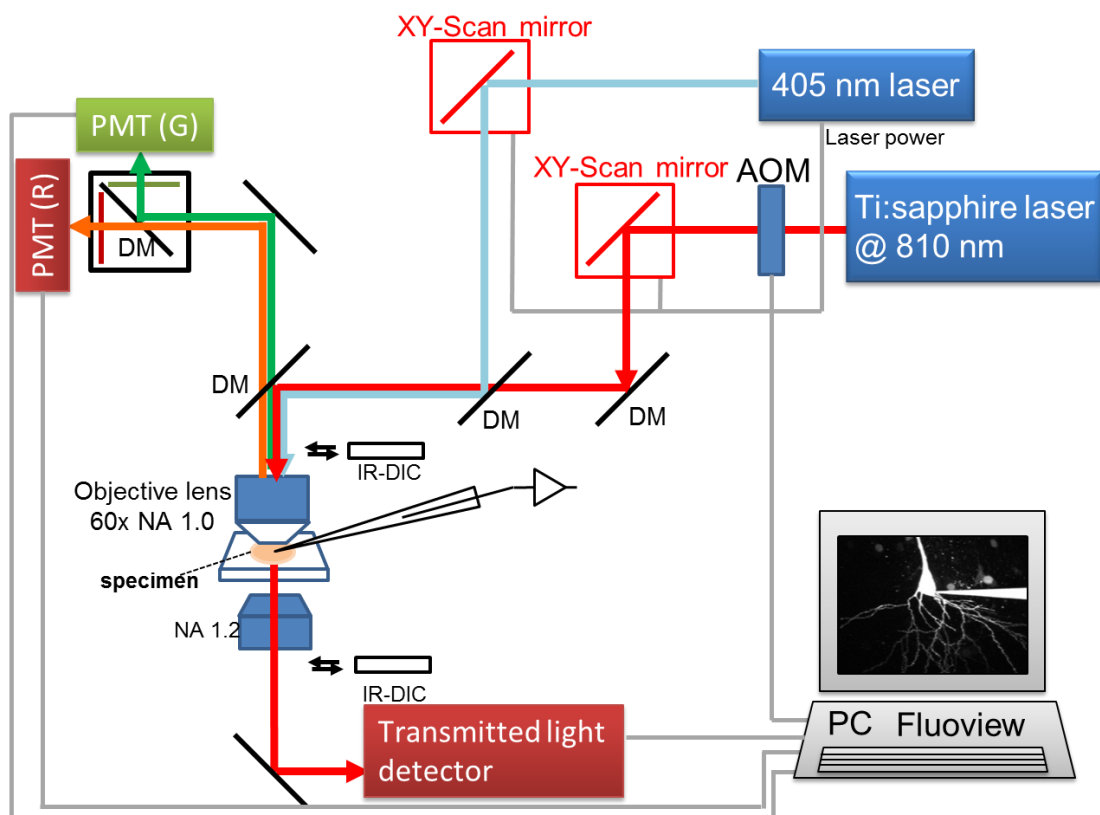 XY-Scan mirror
405 nm laser
Laser power
PMT (G)
PMT (R)
DM
XY-Scan mirror
AOM
Ti:sapphire laser
@ 810 nm
DM
DM
DM
IR-DIC
Objective lens
60x NA 1.0
specimen
NA 1.2
IR-DIC
Transmitted light
detector
PC Fluoview